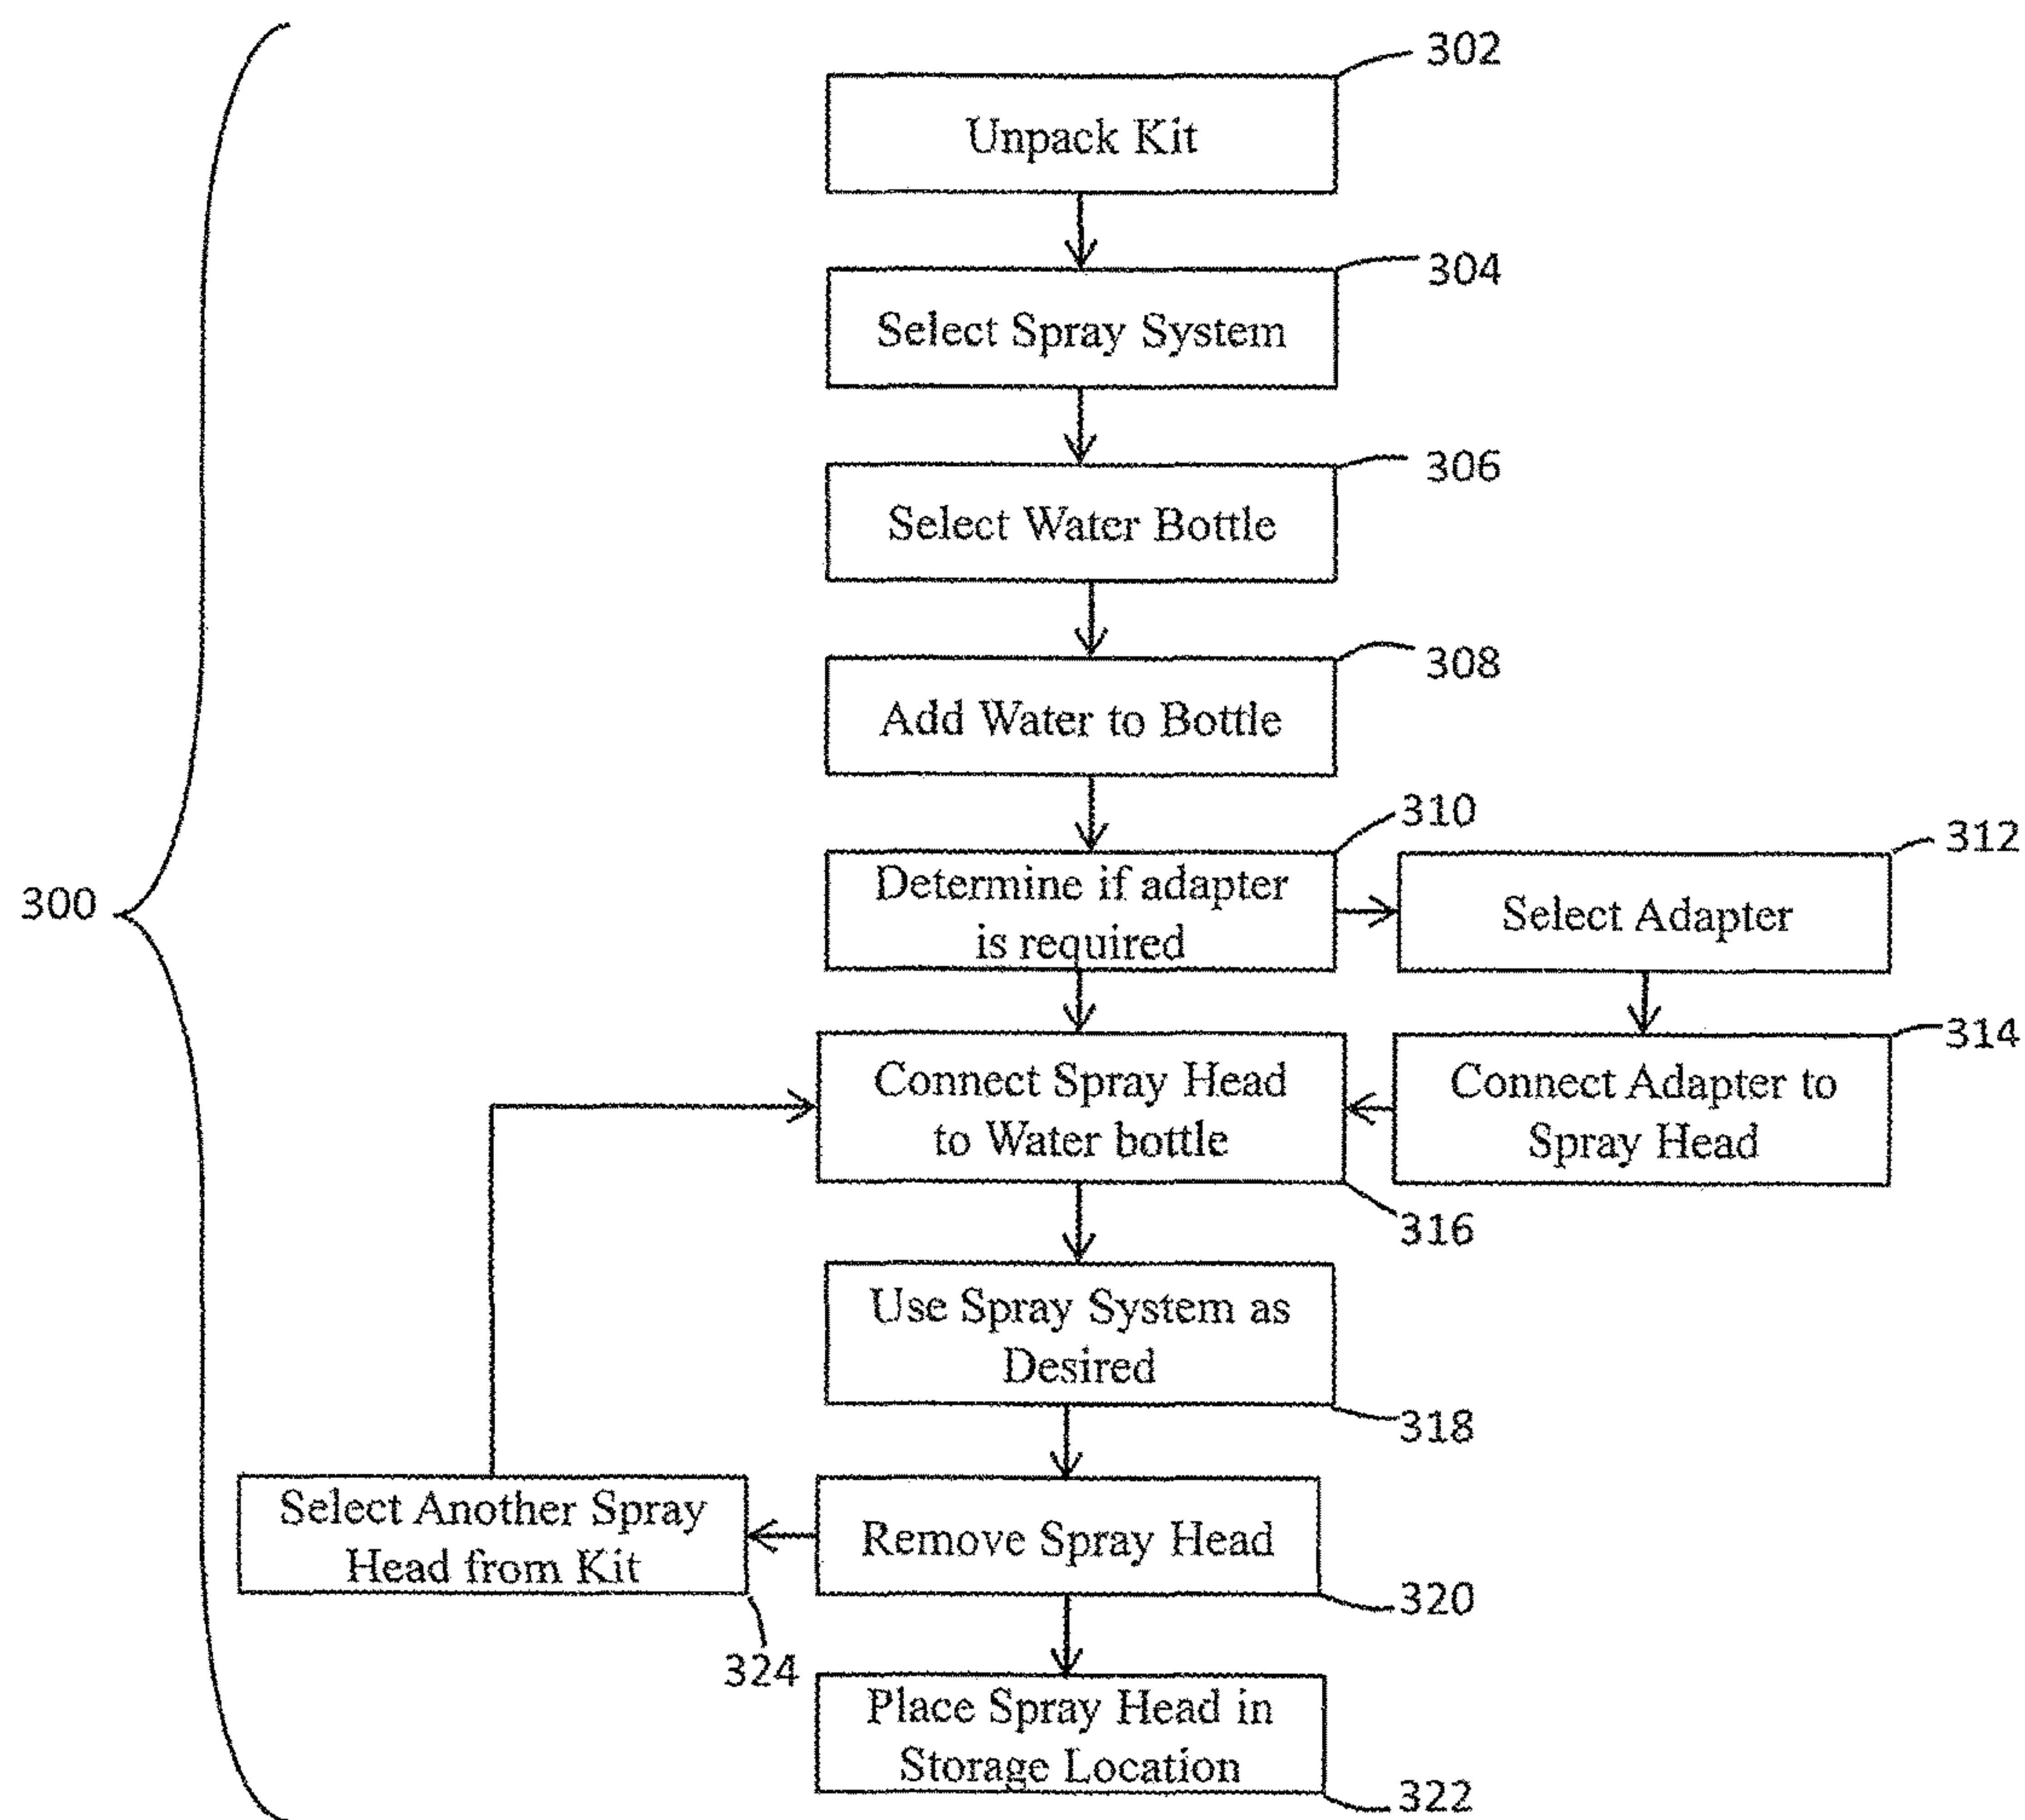 302
Unpack Kit
304
Select Spray System
306
Select Water Bottle
308
Add Water to Bottle
310
Determine if adapter
is required
312
Select Adapter
300
314
Connect Adapter to
Spray Head
Connect Spray Head
to Water bottle
316
Use Spray System as
Desired
318
Select Another Spray
Head from Kit
324
Remove Spray Head
320
Place Spray Head in
Storage Location
322